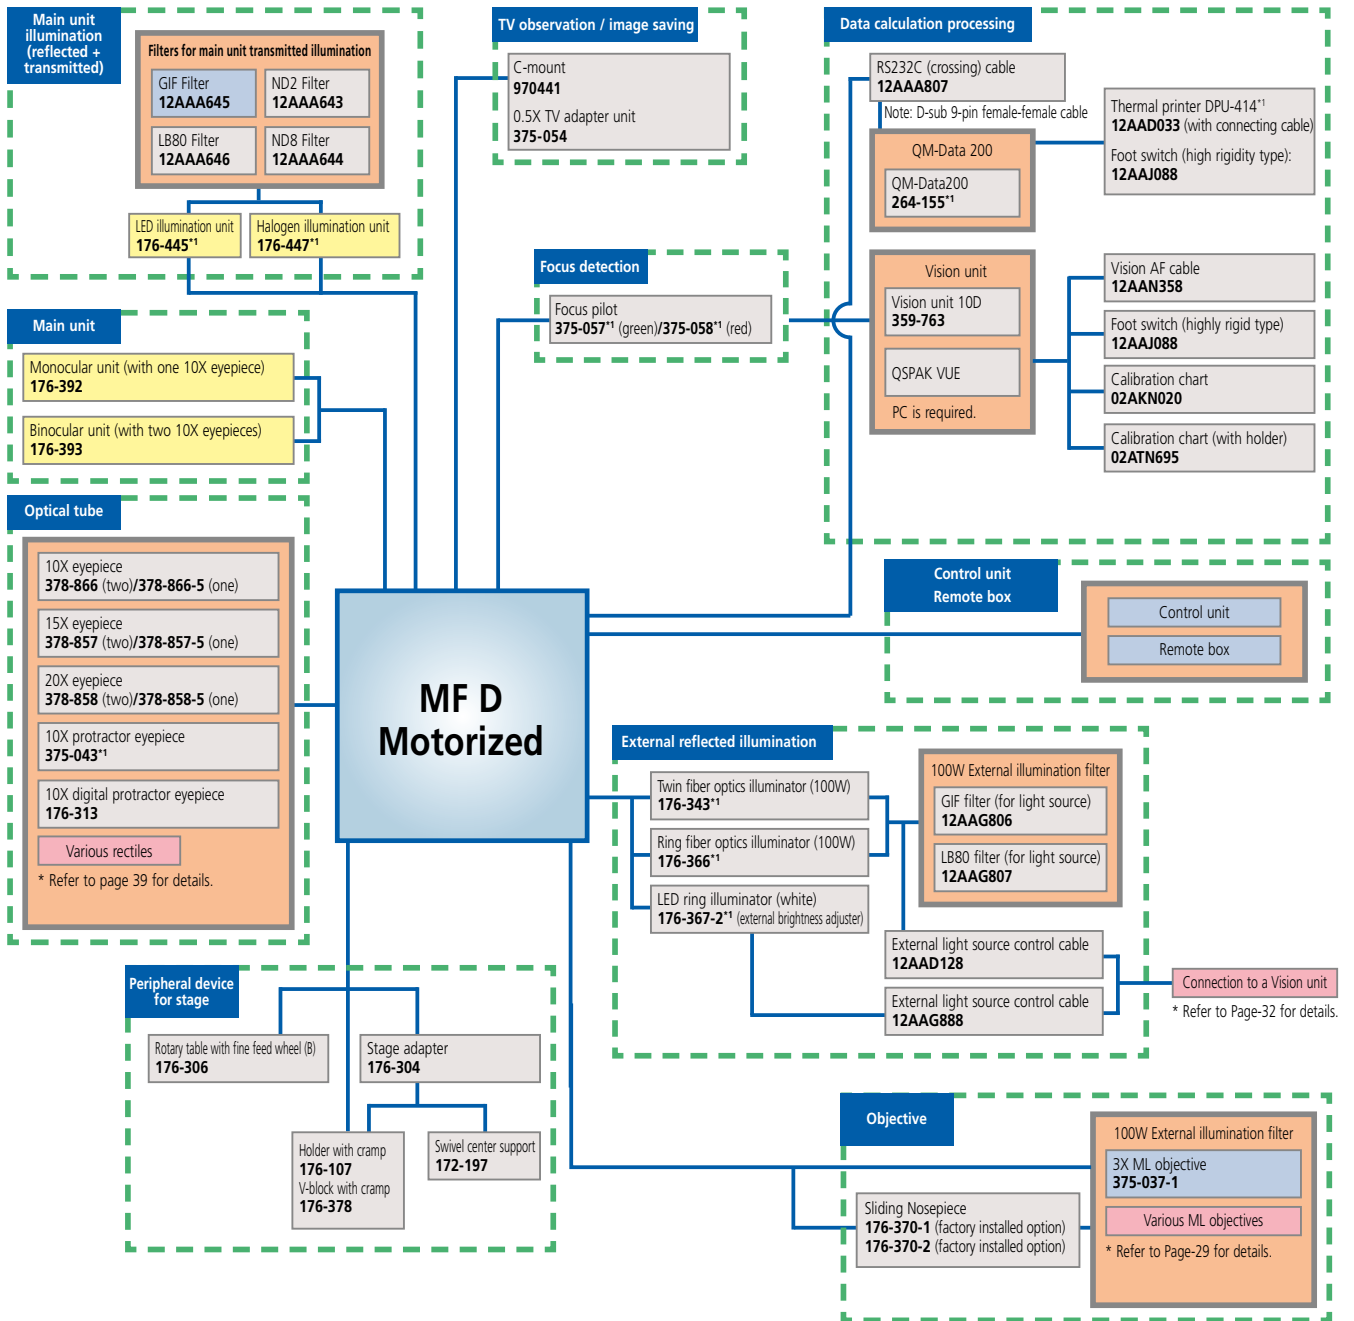 Main unit
illumination
(reflected +
transmitted)
Filters for main unit transmitted illumination
GIF Filter
12AAA645
ND2 Filter
12AAA643
LB80 Filter
12AAA646
ND8 Filter
12AAA644
LED illumination unit
176-445*1
Halogen illumination unit
176-447*1
Main unit
Monocular unit (with one 10X eyepiece)
176-392
Binocular unit (with two 10X eyepieces)
176-393
Optical tube
10X eyepiece
378-866 (two)/378-866-5 (one)
15X eyepiece
378-857 (two)/378-857-5 (one)
20X eyepiece
378-858 (two)/378-858-5 (one)
10X protractor eyepiece
375-043*1
10X digital protractor eyepiece
176-313
Various rectiles
* Refer to page 39 for details.
TV observation / image saving
C-mount
970441
0.5X TV adapter unit
375-054
Focus detection
Focus pilot
375-057*1 (green)/375-058*1 (red)
Data calculation processing
RS232C (crossing) cable
12AAA807
Note: D-sub 9-pin female-female cable
QM-Data 200
QM-Data200
264-155*1
Thermal printer DPU-414*1
12AAD033 (with connecting cable)
Foot switch (high rigidity type):
12AAJ088
Vision unit
Vision unit 10D
359-763
QSPAK VUE
PC is required.
Vision AF cable
12AAN358
Foot switch (highly rigid type)
12AAJ088
Calibration chart
02AKN020
Calibration chart (with holder)
02ATN695
Control unit
Remote box
Control unit
Remote box
MF D
Motorized
External reflected illumination
Twin fiber optics illuminator (100W)
176-343*1
Ring fiber optics illuminator (100W)
176-366*1
LED ring illuminator (white)
176-367-2*1 (external brightness adjuster)
100W External illumination filter
GIF filter (for light source)
12AAG806
LB80 filter (for light source)
12AAG807
External light source control cable
12AAD128
External light source control cable
12AAG888
Connection to a Vision unit
* Refer to Page-32 for details.
Peripheral device
for stage
Rotary table with fine feed wheel (B)
176-306
Stage adapter
176-304
Holder with cramp
176-107
V-block with cramp
176-378
Swivel center support
172-197
Objective
Sliding Nosepiece
176-370-1 (factory installed option)
176-370-2 (factory installed option)
100W External illumination filter
3X ML objective
375-037-1
Various ML objectives
* Refer to Page-29 for details.